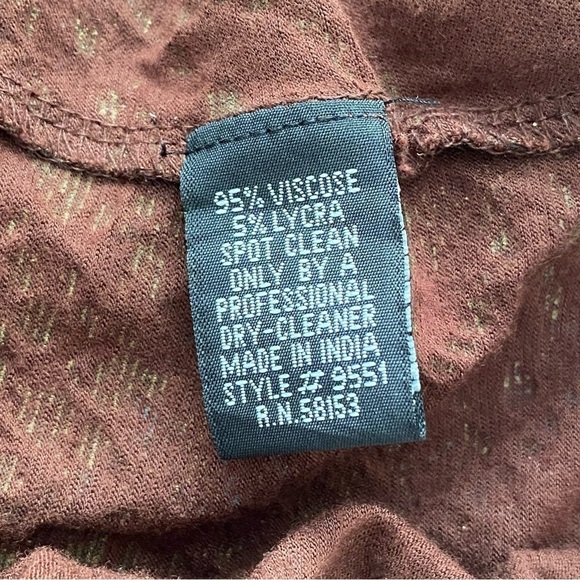 95% VISCOSE
5% LYCRA
SPOT CLEAN
ONLY BY A
PROFESSIONAL
DRY-CLEANER
MADE IN INDIA
STYLE # 9551
R.N.58153